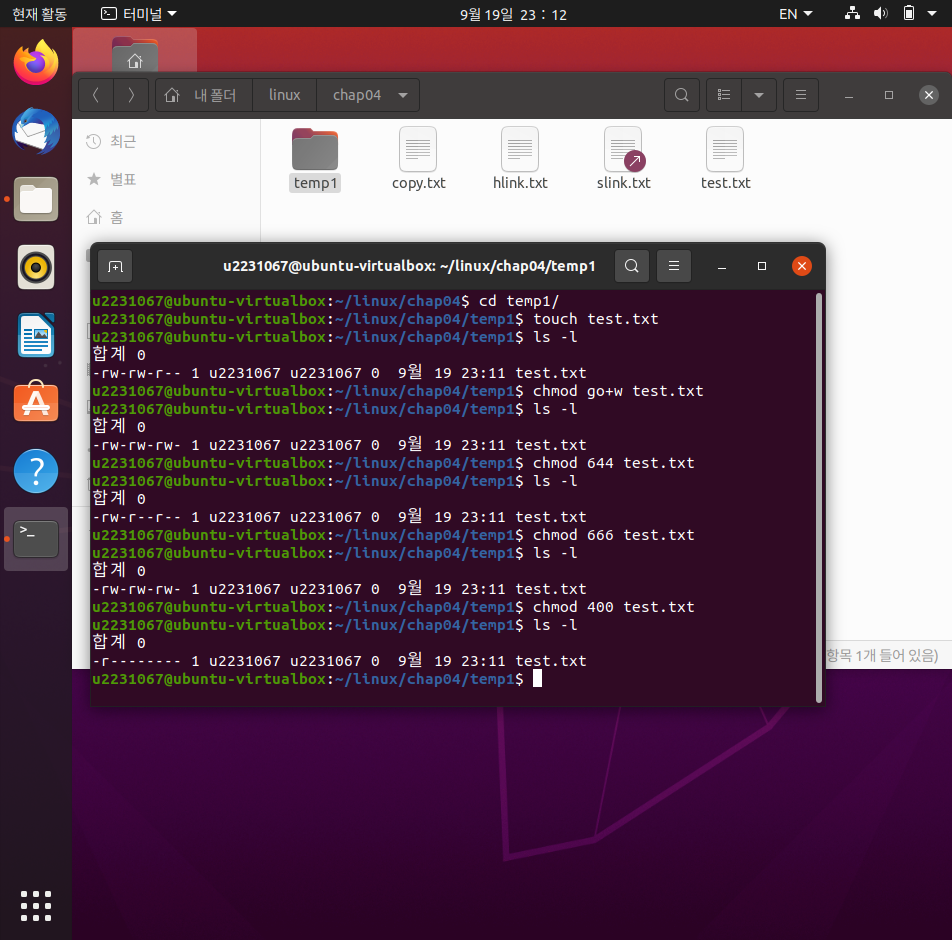 현재 활동 터미널 9월 19일 23 : 12 EN
내 폴더 linux chap04
최근
별표
홈
temp1 copy.txt hlink.txt slink.txt test.txt
u2231067@ubuntu-virtualbox: ~/linux/chap04/temp1
u2231067@ubuntu-virtualbox:~/linux/chap04$ cd temp1/
u2231067@ubuntu-virtualbox:~/linux/chap04/temp1$ touch test.txt
u2231067@ubuntu-virtualbox:~/linux/chap04/temp1$ ls -l
합계 0
-rw-rw-r-- 1 u2231067 u2231067 0  9월 19 23:11 test.txt
u2231067@ubuntu-virtualbox:~/linux/chap04/temp1$ chmod go+w test.txt
u2231067@ubuntu-virtualbox:~/linux/chap04/temp1$ ls -l
합계 0
-rw-rw-rw- 1 u2231067 u2231067 0  9월 19 23:11 test.txt
u2231067@ubuntu-virtualbox:~/linux/chap04/temp1$ chmod 644 test.txt
u2231067@ubuntu-virtualbox:~/linux/chap04/temp1$ ls -l
합계 0
-rw-r--r-- 1 u2231067 u2231067 0  9월 19 23:11 test.txt
u2231067@ubuntu-virtualbox:~/linux/chap04/temp1$ chmod 666 test.txt
u2231067@ubuntu-virtualbox:~/linux/chap04/temp1$ ls -l
합계 0
-rw-rw-rw- 1 u2231067 u2231067 0  9월 19 23:11 test.txt
u2231067@ubuntu-virtualbox:~/linux/chap04/temp1$ chmod 400 test.txt
u2231067@ubuntu-virtualbox:~/linux/chap04/temp1$ ls -l
합계 0
-r-------- 1 u2231067 u2231067 0  9월 19 23:11 test.txt
u2231067@ubuntu-virtualbox:~/linux/chap04/temp1$
항목 1개 들어 있음)